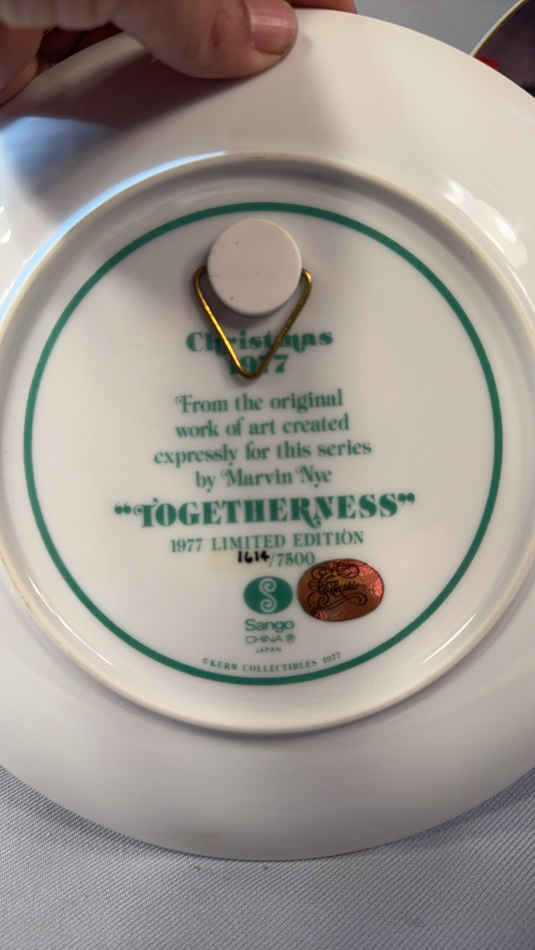 Christmas
1977
From the original
work of art created
expressly for this series
by Marvin Nye
“TOGETHERNESS”
1977 LIMITED EDITION
1614/7500
Sango
CHINA ®
JAPAN
© KERR COLLECTIBLES 1977